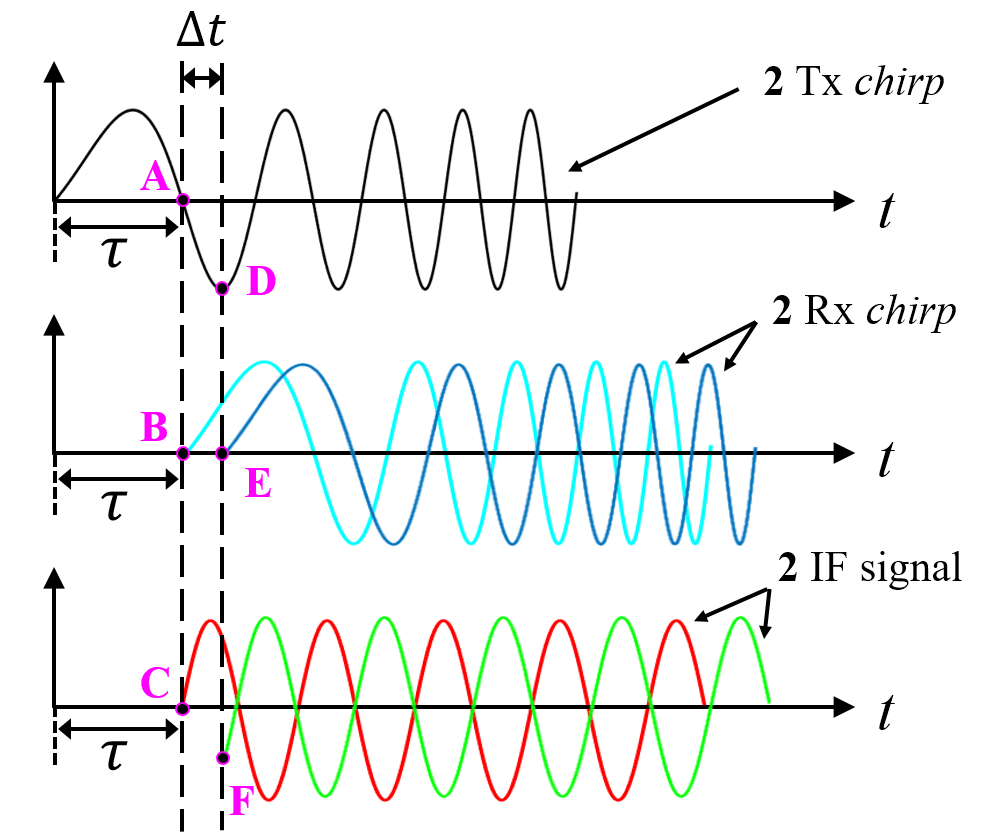 Δt
2 Tx chirp
A
t
τ
D
2 Rx chirp
B
t
E
τ
2 IF signal
C
t
τ
F